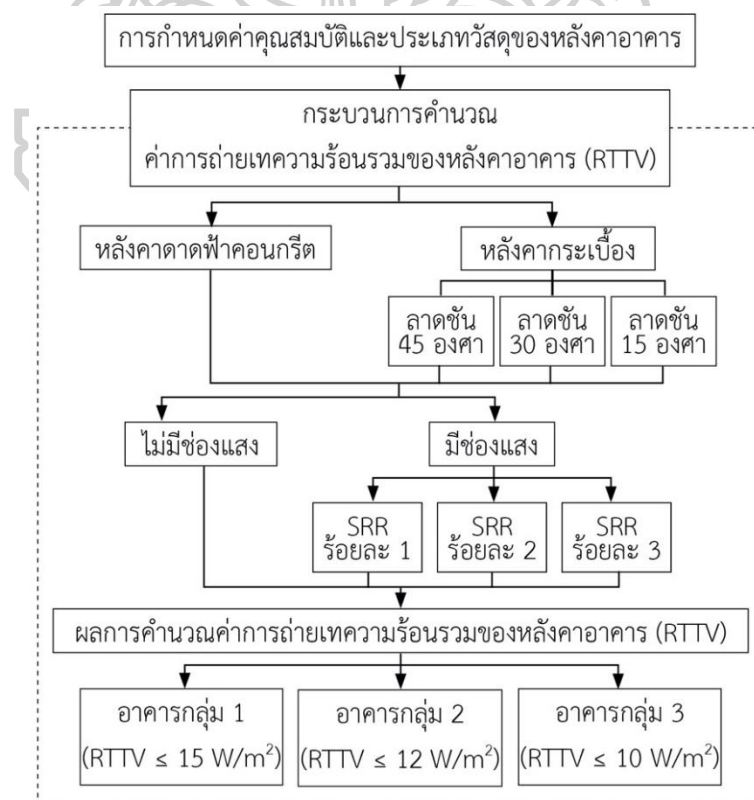 การกำหนดค่าคุณสมบัติและประเภทวัสดุของหลังคาอาคาร
กระบวนการคำนวณ
ค่าการถ่ายเทความร้อนรวมของหลังคาอาคาร (RTTV)
หลังคาดาดฟ้าคอนกรีต
หลังคากระเบื้อง
ลาดชัน
45 องศา
ลาดชัน
30 องศา
ลาดชัน
15 องศา
ไม่มีช่องแสง
มีช่องแสง
SRR
ร้อยละ 1
SRR
ร้อยละ 2
SRR
ร้อยละ 3
ผลการคำนวณค่าการถ่ายเทความร้อนรวมของหลังคาอาคาร (RTTV)
อาคารกลุ่ม 1
(RTTV ≤ 15 W/m²)
อาคารกลุ่ม 2
(RTTV ≤ 12 W/m²)
อาคารกลุ่ม 3
(RTTV ≤ 10 W/m²)